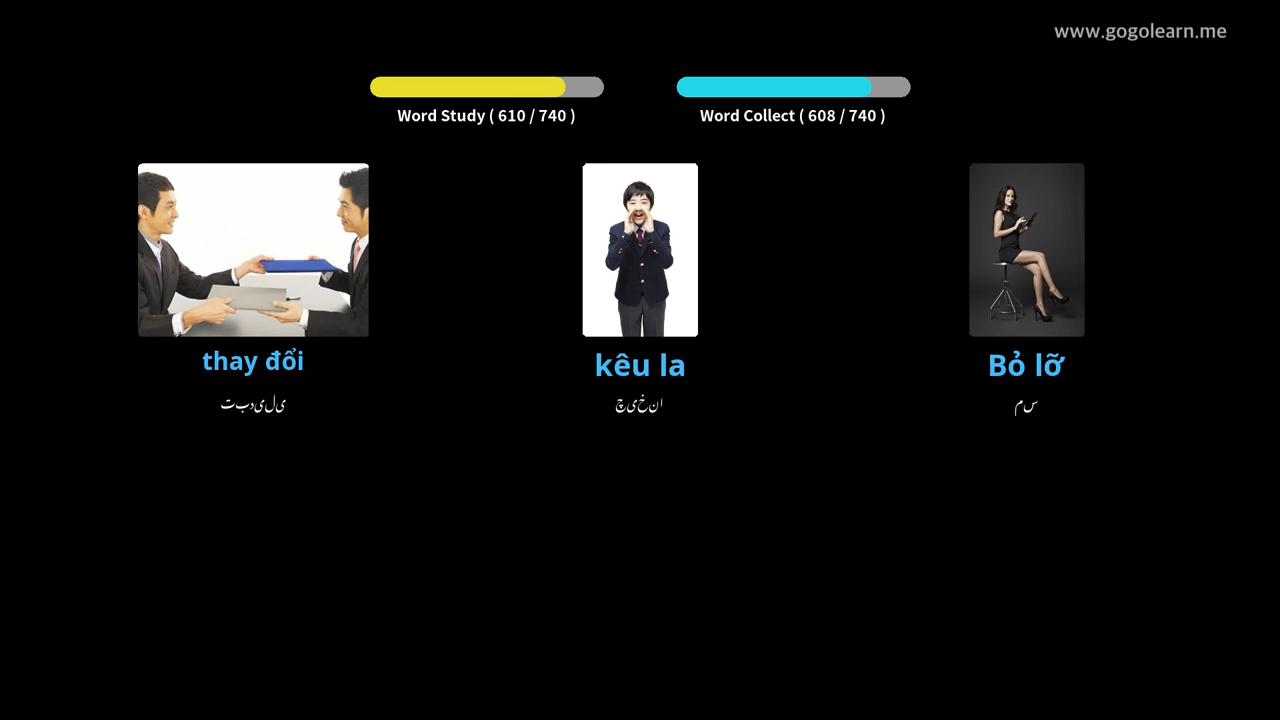 www.gogolearn.me
Word Study ( 610 / 740 )
Word Collect ( 608 / 740 )
thay đổi
kêu la
Bỏ lỡ
تبدیلی
چیخنا
مس